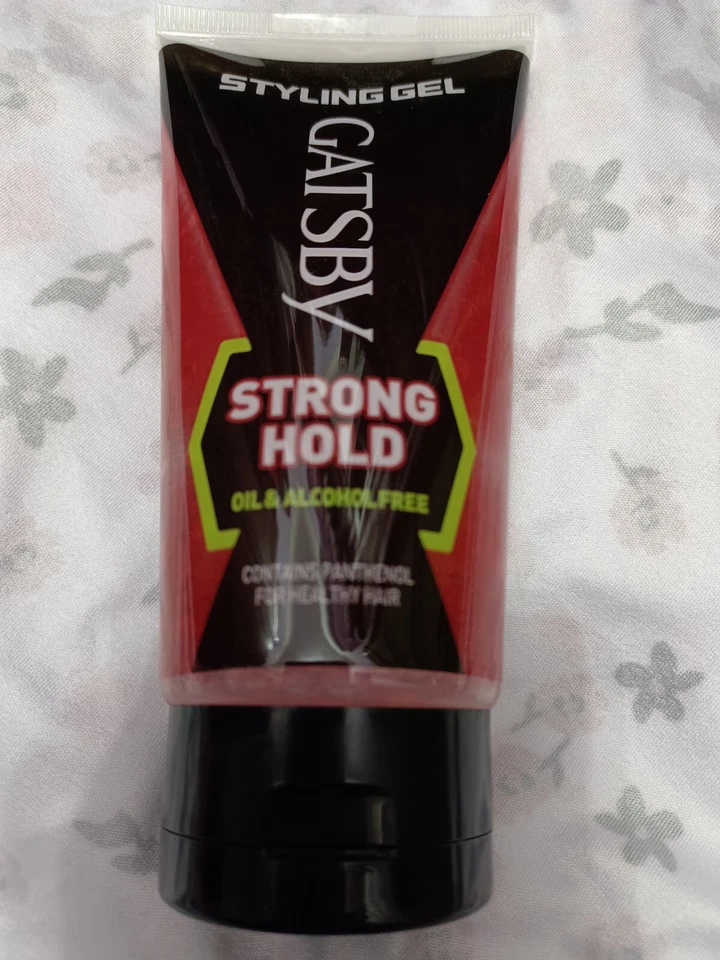 STYLING GEL
GATSBY
STRONG
HOLD
OIL & ALCOHOL FREE
CONTAINS PANTHENOL
FOR HEALTHY HAIR